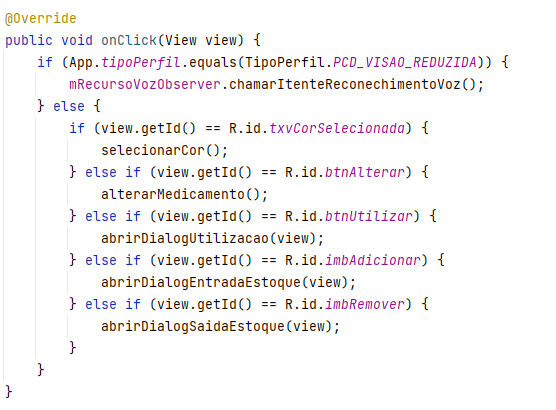 @Override
public void onClick(View view) {
    if (App.tipoPerfil.equals(TipoPerfil.PCD_VISAO_REDUZIDA)) {
        mRecursoVozObserver.chamarItenteReconechimentoVoz();
    } else {
        if (view.getId() == R.id.txvCorSelecionada) {
            selecionarCor();
        } else if (view.getId() == R.id.btnAlterar) {
            alterarMedicamento();
        } else if (view.getId() == R.id.btnUtilizar) {
            abrirDialogUtilizacao(view);
        } else if (view.getId() == R.id.imbAdicionar) {
            abrirDialogEntradaEstoque(view);
        } else if (view.getId() == R.id.imbRemover) {
            abrirDialogSaidaEstoque(view);
        }
    }
}